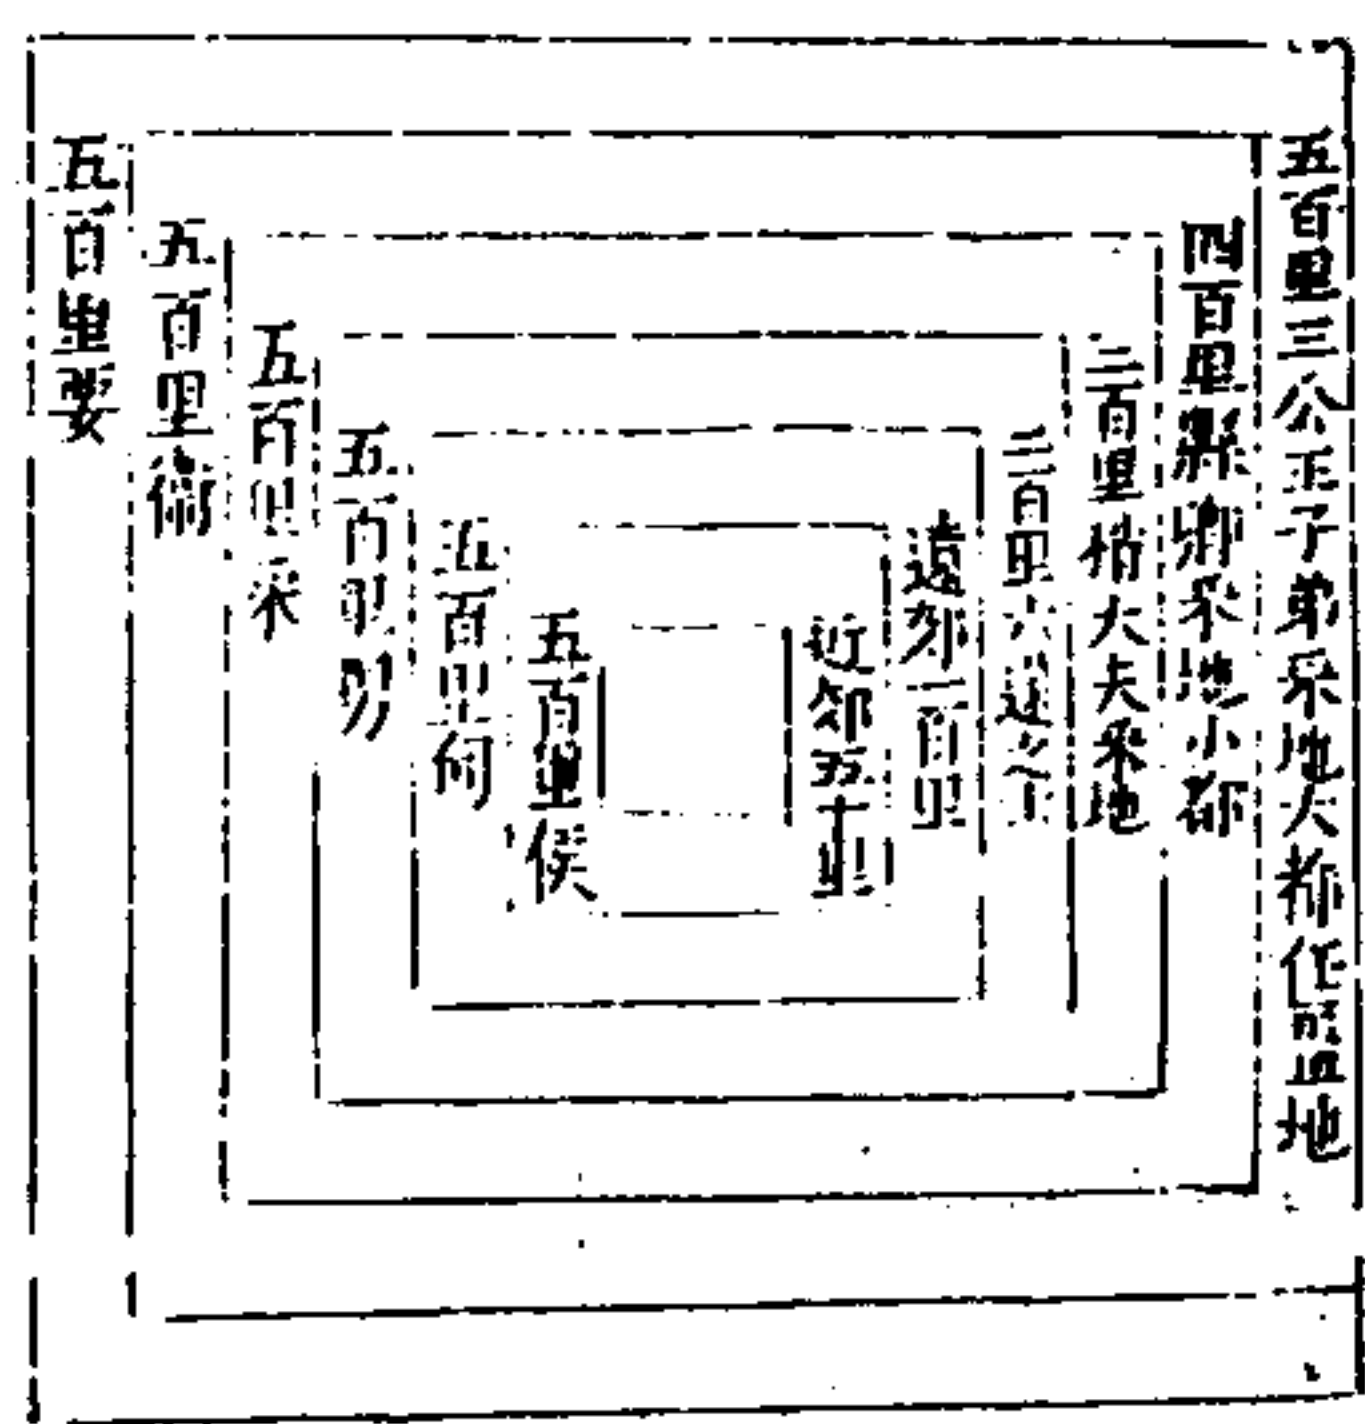 五百里三公王子弟采地大都任畺地
四百里縣卿采地小都
三百里稍大夫采地
二百里六遂之
遠郊一百里
近郊五十里
五百里侯
五百里甸
五百里男
五百里采
五百里衛
五百里要